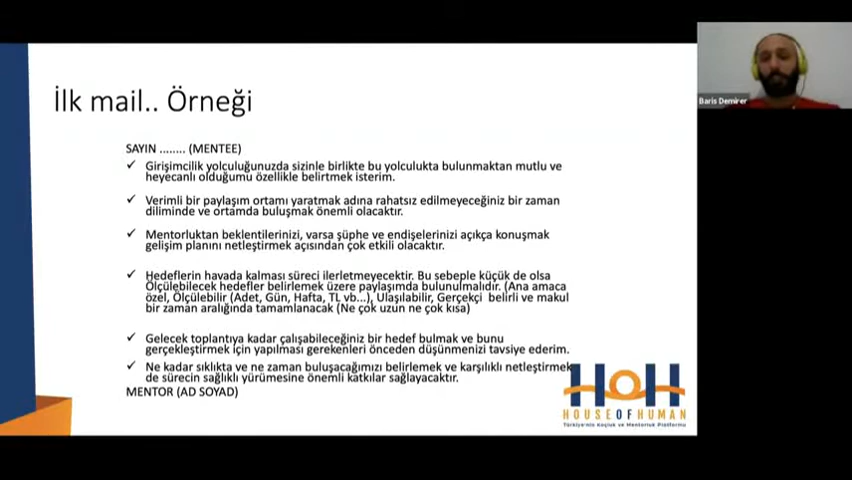 İlk mail.. Örneği
SAYIN ........ (MENTEE)
✓ Girişimcilik yolculuğunuzda sizinle birlikte bu yolculukta bulunmaktan mutlu ve
heyecanlı olduğumu özellikle belirtmek isterim.
✓ Verimli bir paylaşım ortamı yaratmak adına rahatsız edilmeyeceğiniz bir zaman
diliminde ve ortamda buluşmak önemli olacaktır.
✓ Mentorluktan beklentilerinizi, varsa şüphe ve endişelerinizi açıkça konuşmak
gelişim planını netleştirmek açısından çok etkili olacaktır.
✓ Hedeflerin havada kalması süreci ilerletmeyecektir. Bu sebeple küçük de olsa
Ölçülebilecek hedefler belirlemek üzere paylaşımda bulunulmalıdır. (Ana amaca
özel, Ölçülebilir (Adet, Gün, Hafta, TL vb...), Ulaşılabilir, Gerçekçi belirli ve makul
bir zaman aralığında tamamlanacak (Ne çok uzun ne çok kısa)
✓ Gelecek toplantıya kadar çalışabileceğiniz bir hedef bulmak ve bunu
gerçekleştirmek için yapılması gerekenleri önceden düşünmenizi tavsiye ederim.
✓ Ne kadar sıklıkta ve ne zaman buluşacağımızı belirlemek ve karşılıklı netleştirmek
de sürecin sağlıklı yürümesine önemli katkılar sağlayacaktır.
MENTOR (AD SOYAD)
HOH
HOUSE OF HUMAN
Türkiye'nin Koçluk ve Mentorluk Platformu
Baris Demirer